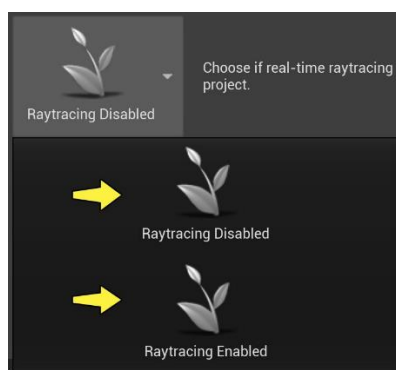 Choose if real-time raytracing
project.
Raytracing Disabled
Raytracing Disabled
Raytracing Enabled